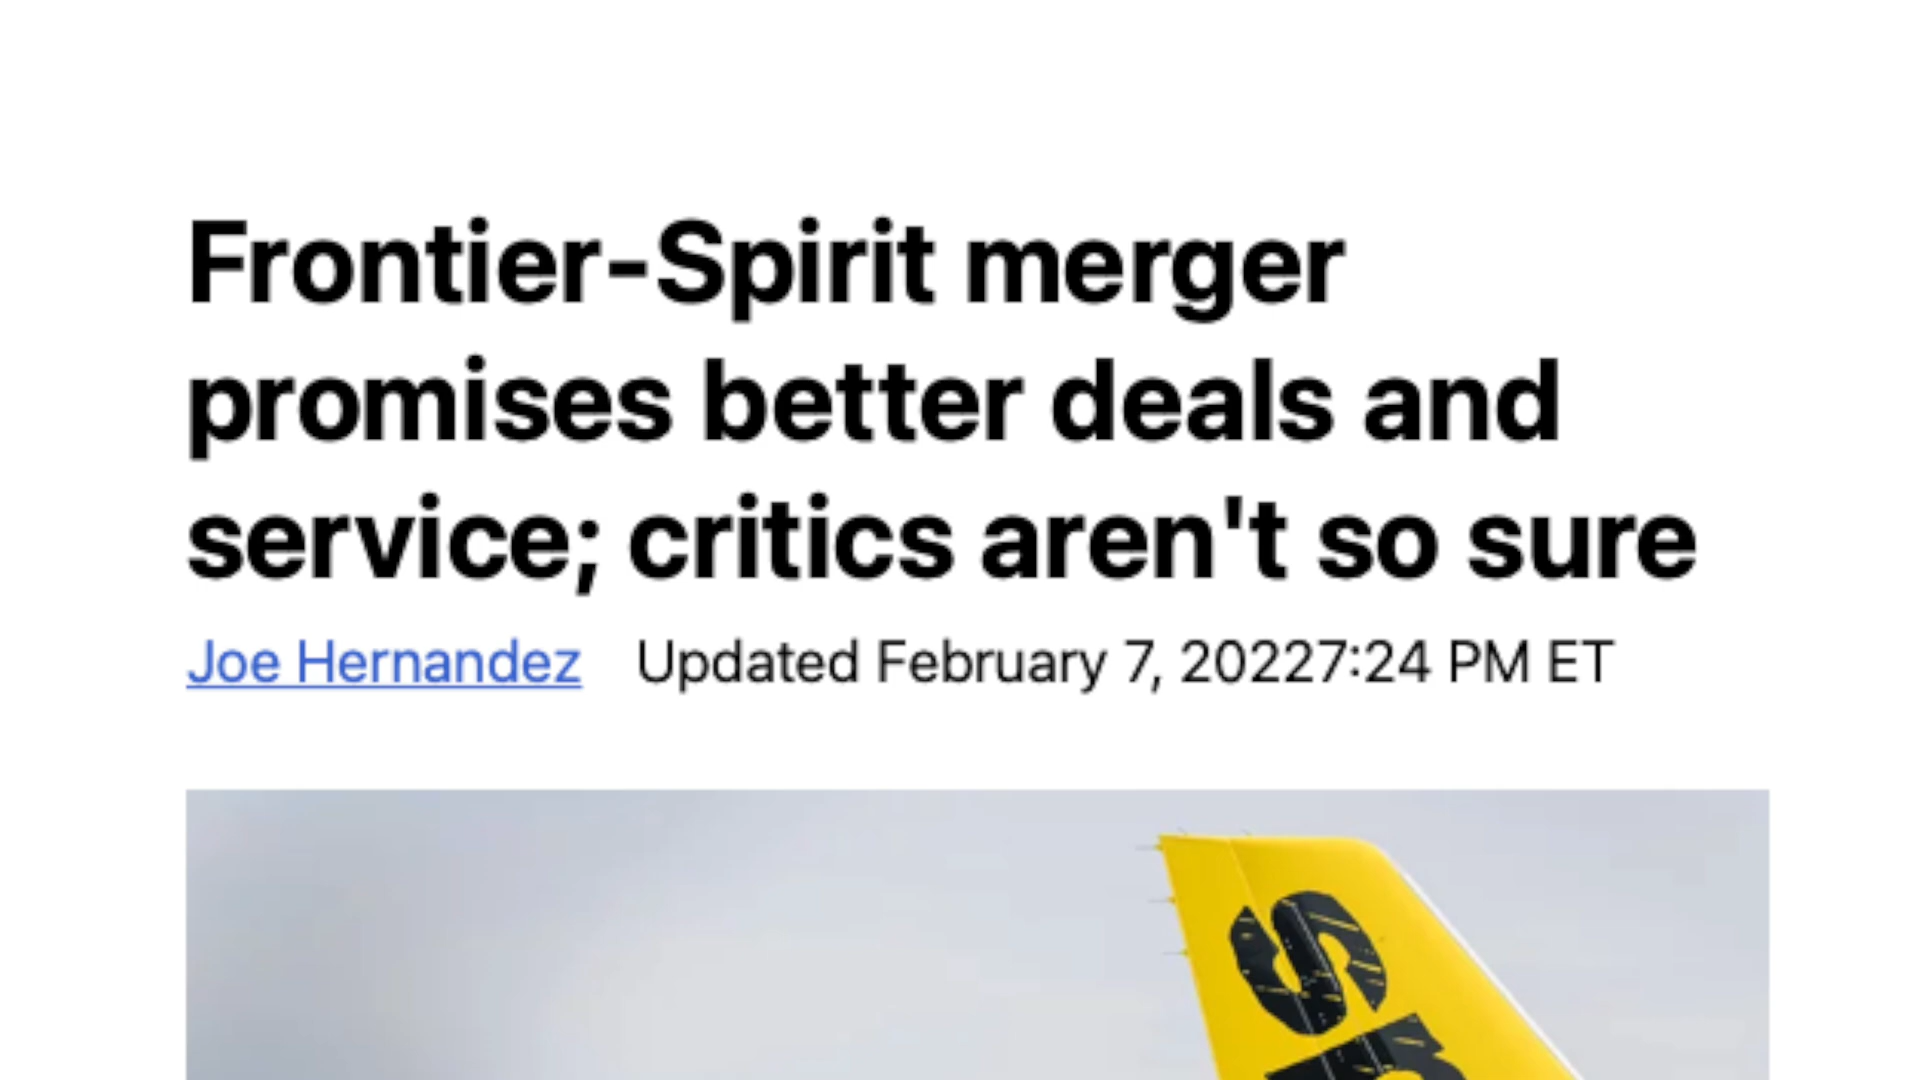 Frontier-Spirit merger
promises better deals and
service; critics aren't so sure
Joe Hernandez Updated February 7, 20227:24 PM ET